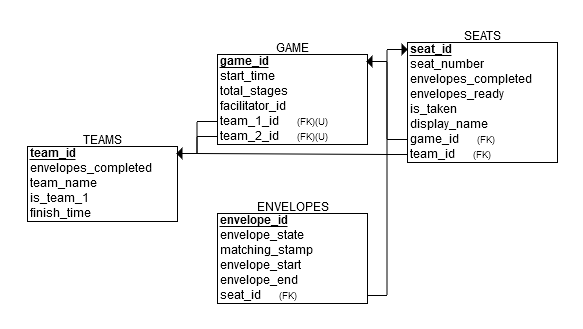 GAME
game_id
start_time
total_stages
facilitator_id
team_1_id (FK)(U)
team_2_id (FK)(U)
SEATS
seat_id
seat_number
envelopes_completed
envelopes_ready
is_taken
display_name
game_id (FK)
team_id (FK)
TEAMS
team_id
envelopes_completed
team_name
is_team_1
finish_time
ENVELOPES
envelope_id
envelope_state
matching_stamp
envelope_start
envelope_end
seat_id (FK)